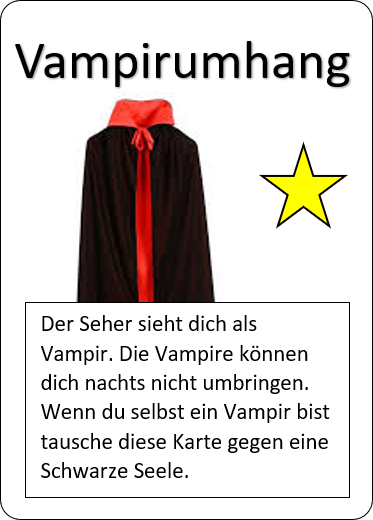 Vampirumhang
Der Seher sieht dich als
Vampir. Die Vampire können
dich nachts nicht umbringen.
Wenn du selbst ein Vampir bist
tausche diese Karte gegen eine
Schwarze Seele.